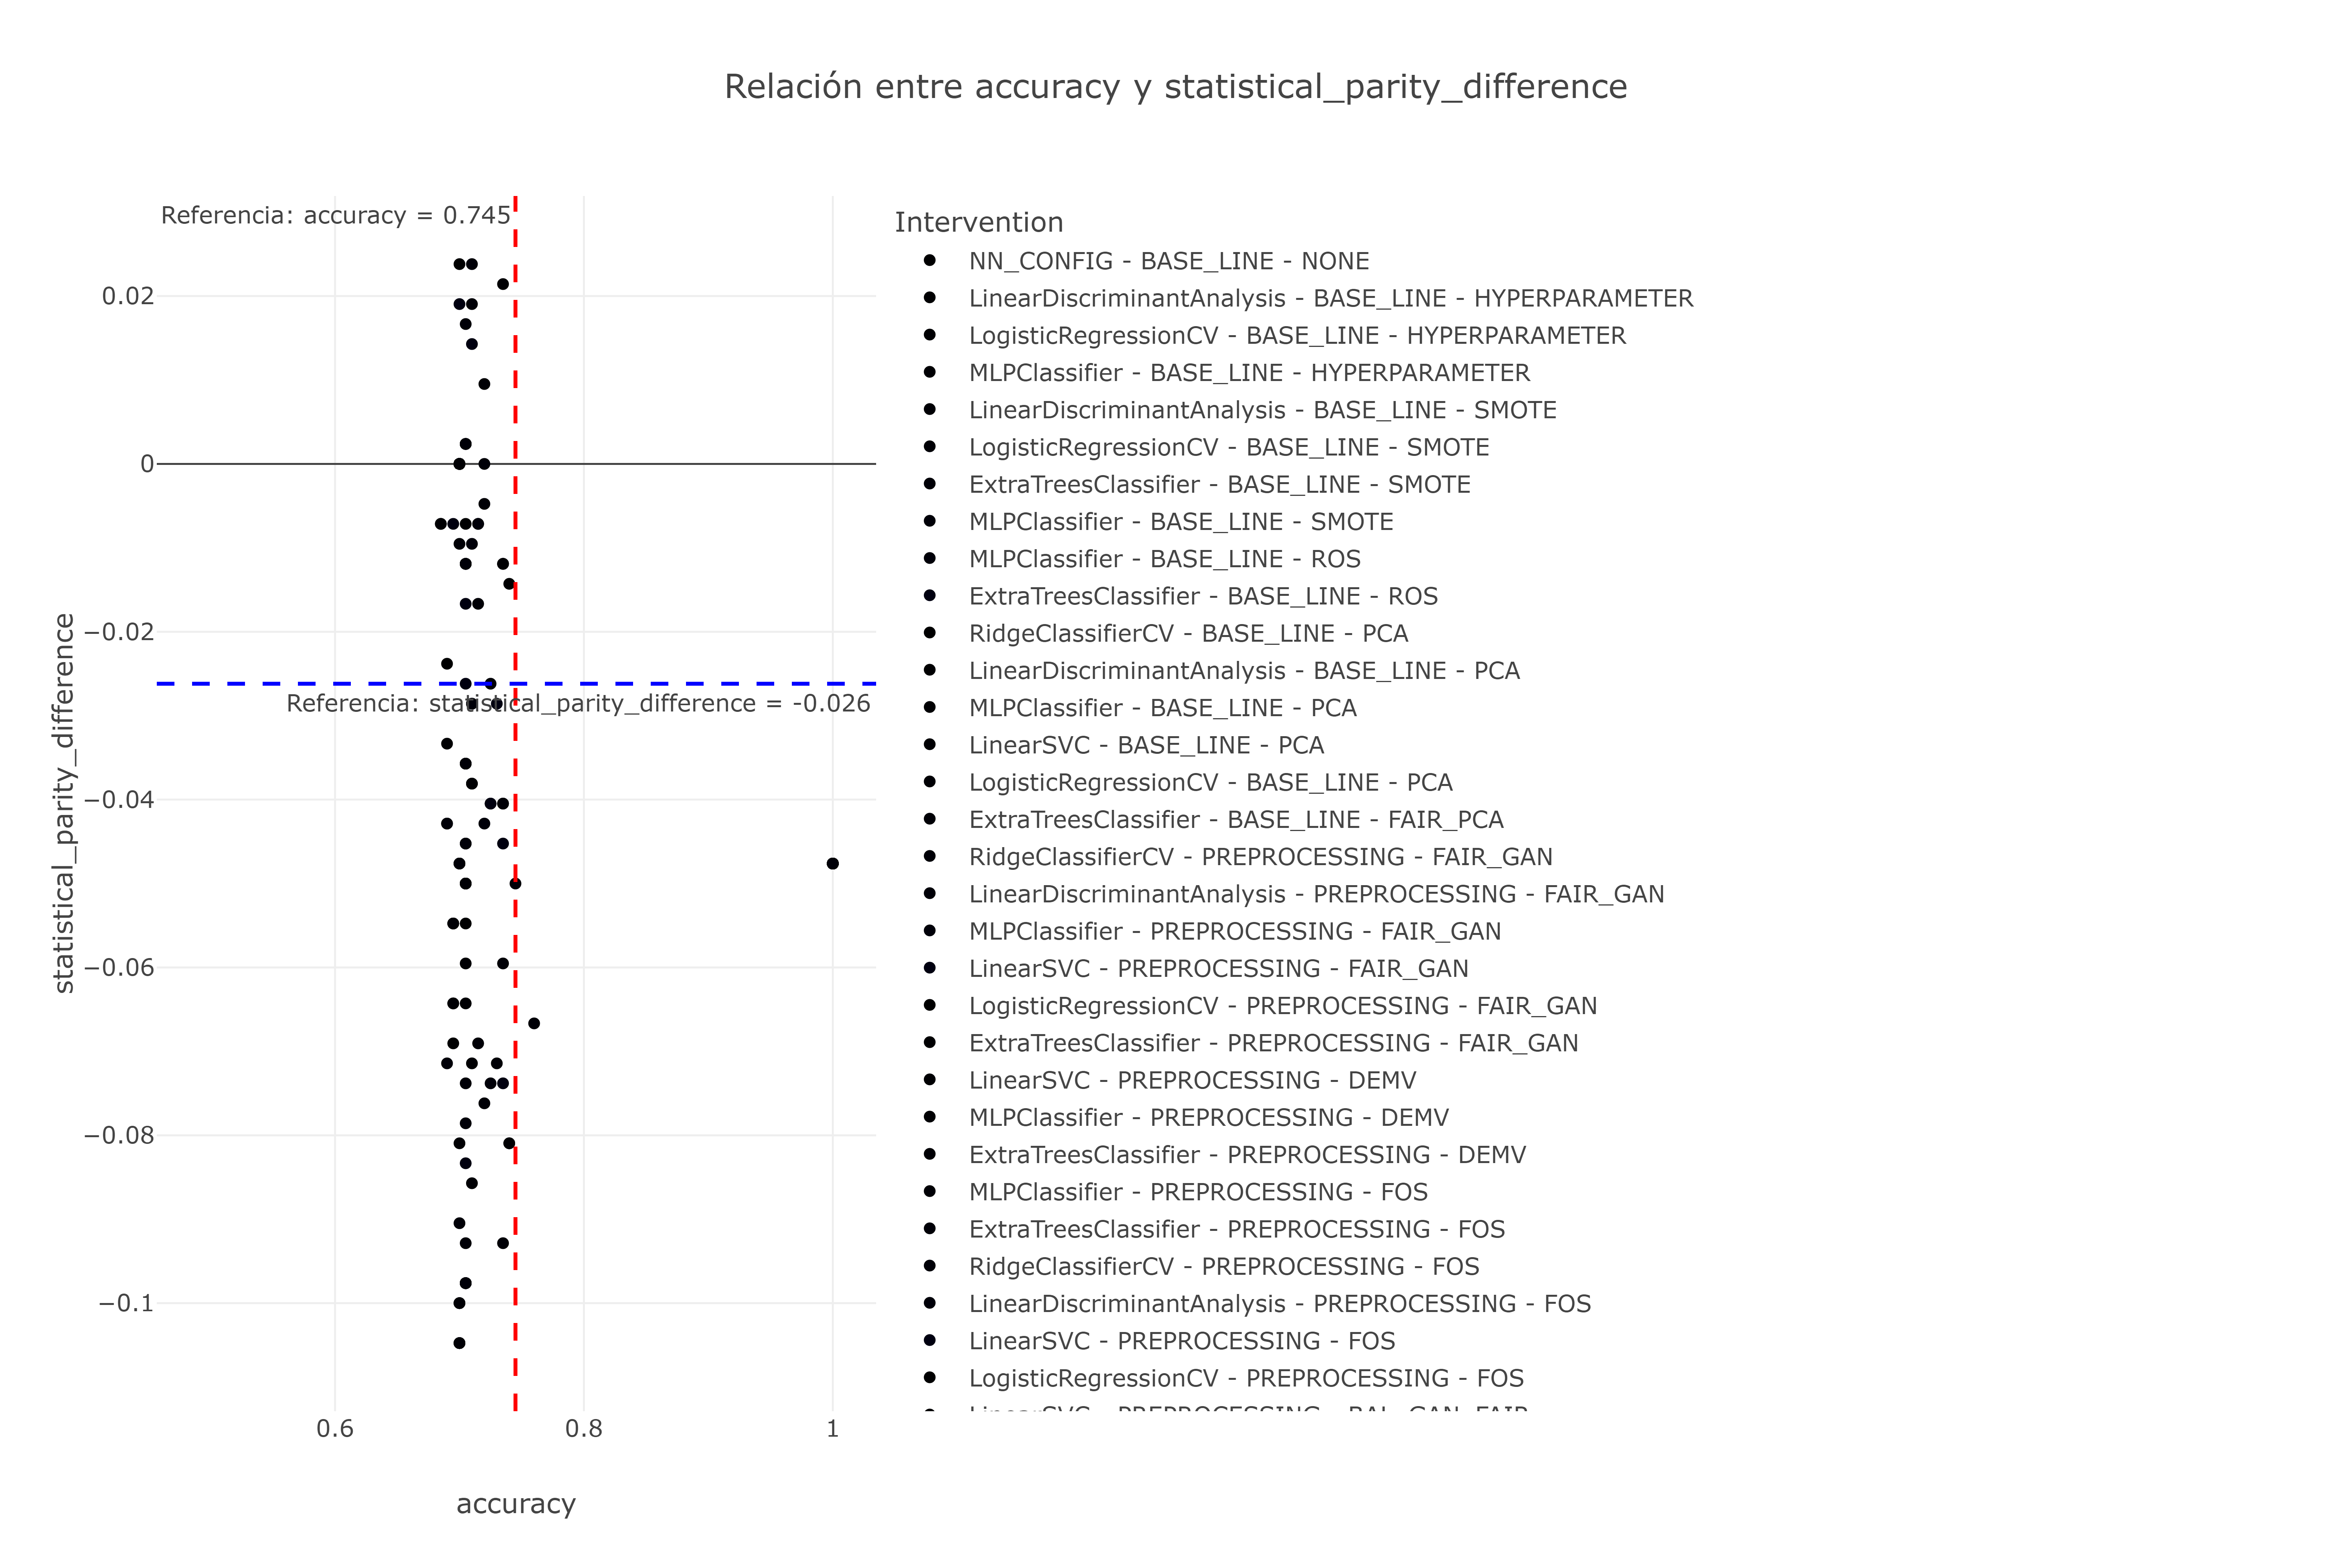 Relación entre accuracy y statistical_parity_difference
Referencia: accuracy = 0.745
0.02
0
−0.02
−0.04
−0.06
−0.08
−0.1
statistical_parity_difference
Referencia: statistical_parity_difference = -0.026
0.6
0.8
1
accuracy
Intervention
NN_CONFIG - BASE_LINE - NONE
LinearDiscriminantAnalysis - BASE_LINE - HYPERPARAMETER
LogisticRegressionCV - BASE_LINE - HYPERPARAMETER
MLPClassifier - BASE_LINE - HYPERPARAMETER
LinearDiscriminantAnalysis - BASE_LINE - SMOTE
LogisticRegressionCV - BASE_LINE - SMOTE
ExtraTreesClassifier - BASE_LINE - SMOTE
MLPClassifier - BASE_LINE - SMOTE
MLPClassifier - BASE_LINE - ROS
ExtraTreesClassifier - BASE_LINE - ROS
RidgeClassifierCV - BASE_LINE - PCA
LinearDiscriminantAnalysis - BASE_LINE - PCA
MLPClassifier - BASE_LINE - PCA
LinearSVC - BASE_LINE - PCA
LogisticRegressionCV - BASE_LINE - PCA
ExtraTreesClassifier - BASE_LINE - FAIR_PCA
RidgeClassifierCV - PREPROCESSING - FAIR_GAN
LinearDiscriminantAnalysis - PREPROCESSING - FAIR_GAN
MLPClassifier - PREPROCESSING - FAIR_GAN
LinearSVC - PREPROCESSING - FAIR_GAN
LogisticRegressionCV - PREPROCESSING - FAIR_GAN
ExtraTreesClassifier - PREPROCESSING - FAIR_GAN
LinearSVC - PREPROCESSING - DEMV
MLPClassifier - PREPROCESSING - DEMV
ExtraTreesClassifier - PREPROCESSING - DEMV
MLPClassifier - PREPROCESSING - FOS
ExtraTreesClassifier - PREPROCESSING - FOS
RidgeClassifierCV - PREPROCESSING - FOS
LinearDiscriminantAnalysis - PREPROCESSING - FOS
LinearSVC - PREPROCESSING - FOS
LogisticRegressionCV - PREPROCESSING - FOS